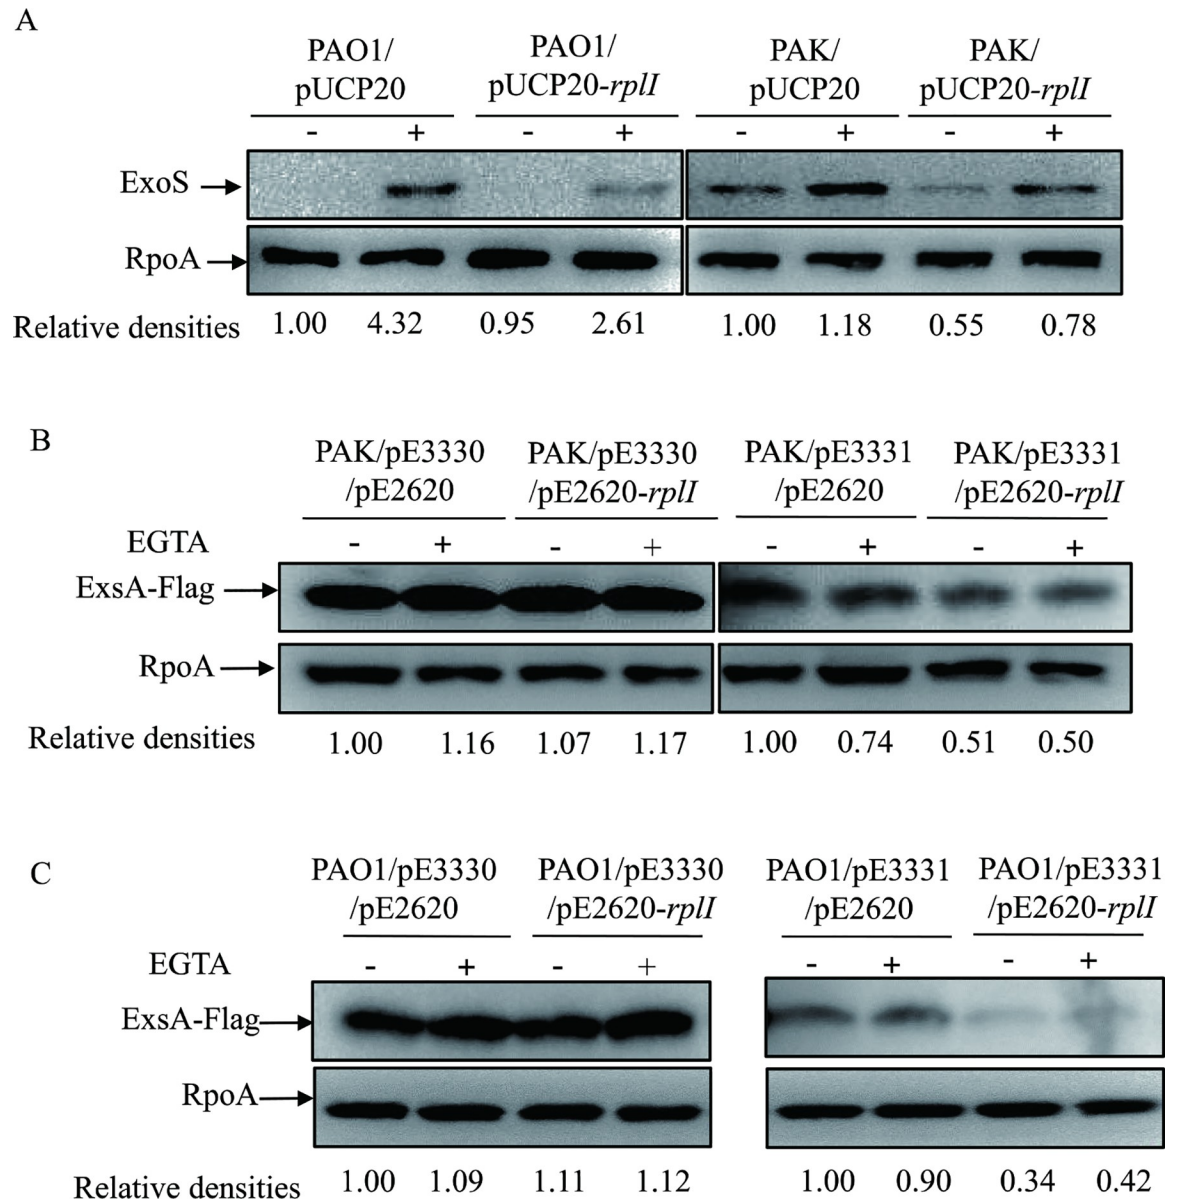 A
PAO1/ PAO1/ PAK/ PAK/
pUCP20 pUCP20-rplI pUCP20 pUCP20-rplI
- + - + - + - +
ExoS
RpoA
Relative densities 1.00 4.32 0.95 2.61 1.00 1.18 0.55 0.78
B
PAK/pE3330 PAK/pE3330 PAK/pE3331 PAK/pE3331
/pE2620 /pE2620-rplI /pE2620 /pE2620-rplI
EGTA - + - + - + - +
ExsA-Flag
RpoA
Relative densities 1.00 1.16 1.07 1.17 1.00 0.74 0.51 0.50
C
PAO1/pE3330 PAO1/pE3330 PAO1/pE3331 PAO1/pE3331
/pE2620 /pE2620-rplI /pE2620 /pE2620-rplI
EGTA - + - + - + - +
ExsA-Flag
RpoA
Relative densities 1.00 1.09 1.11 1.12 1.00 0.90 0.34 0.42